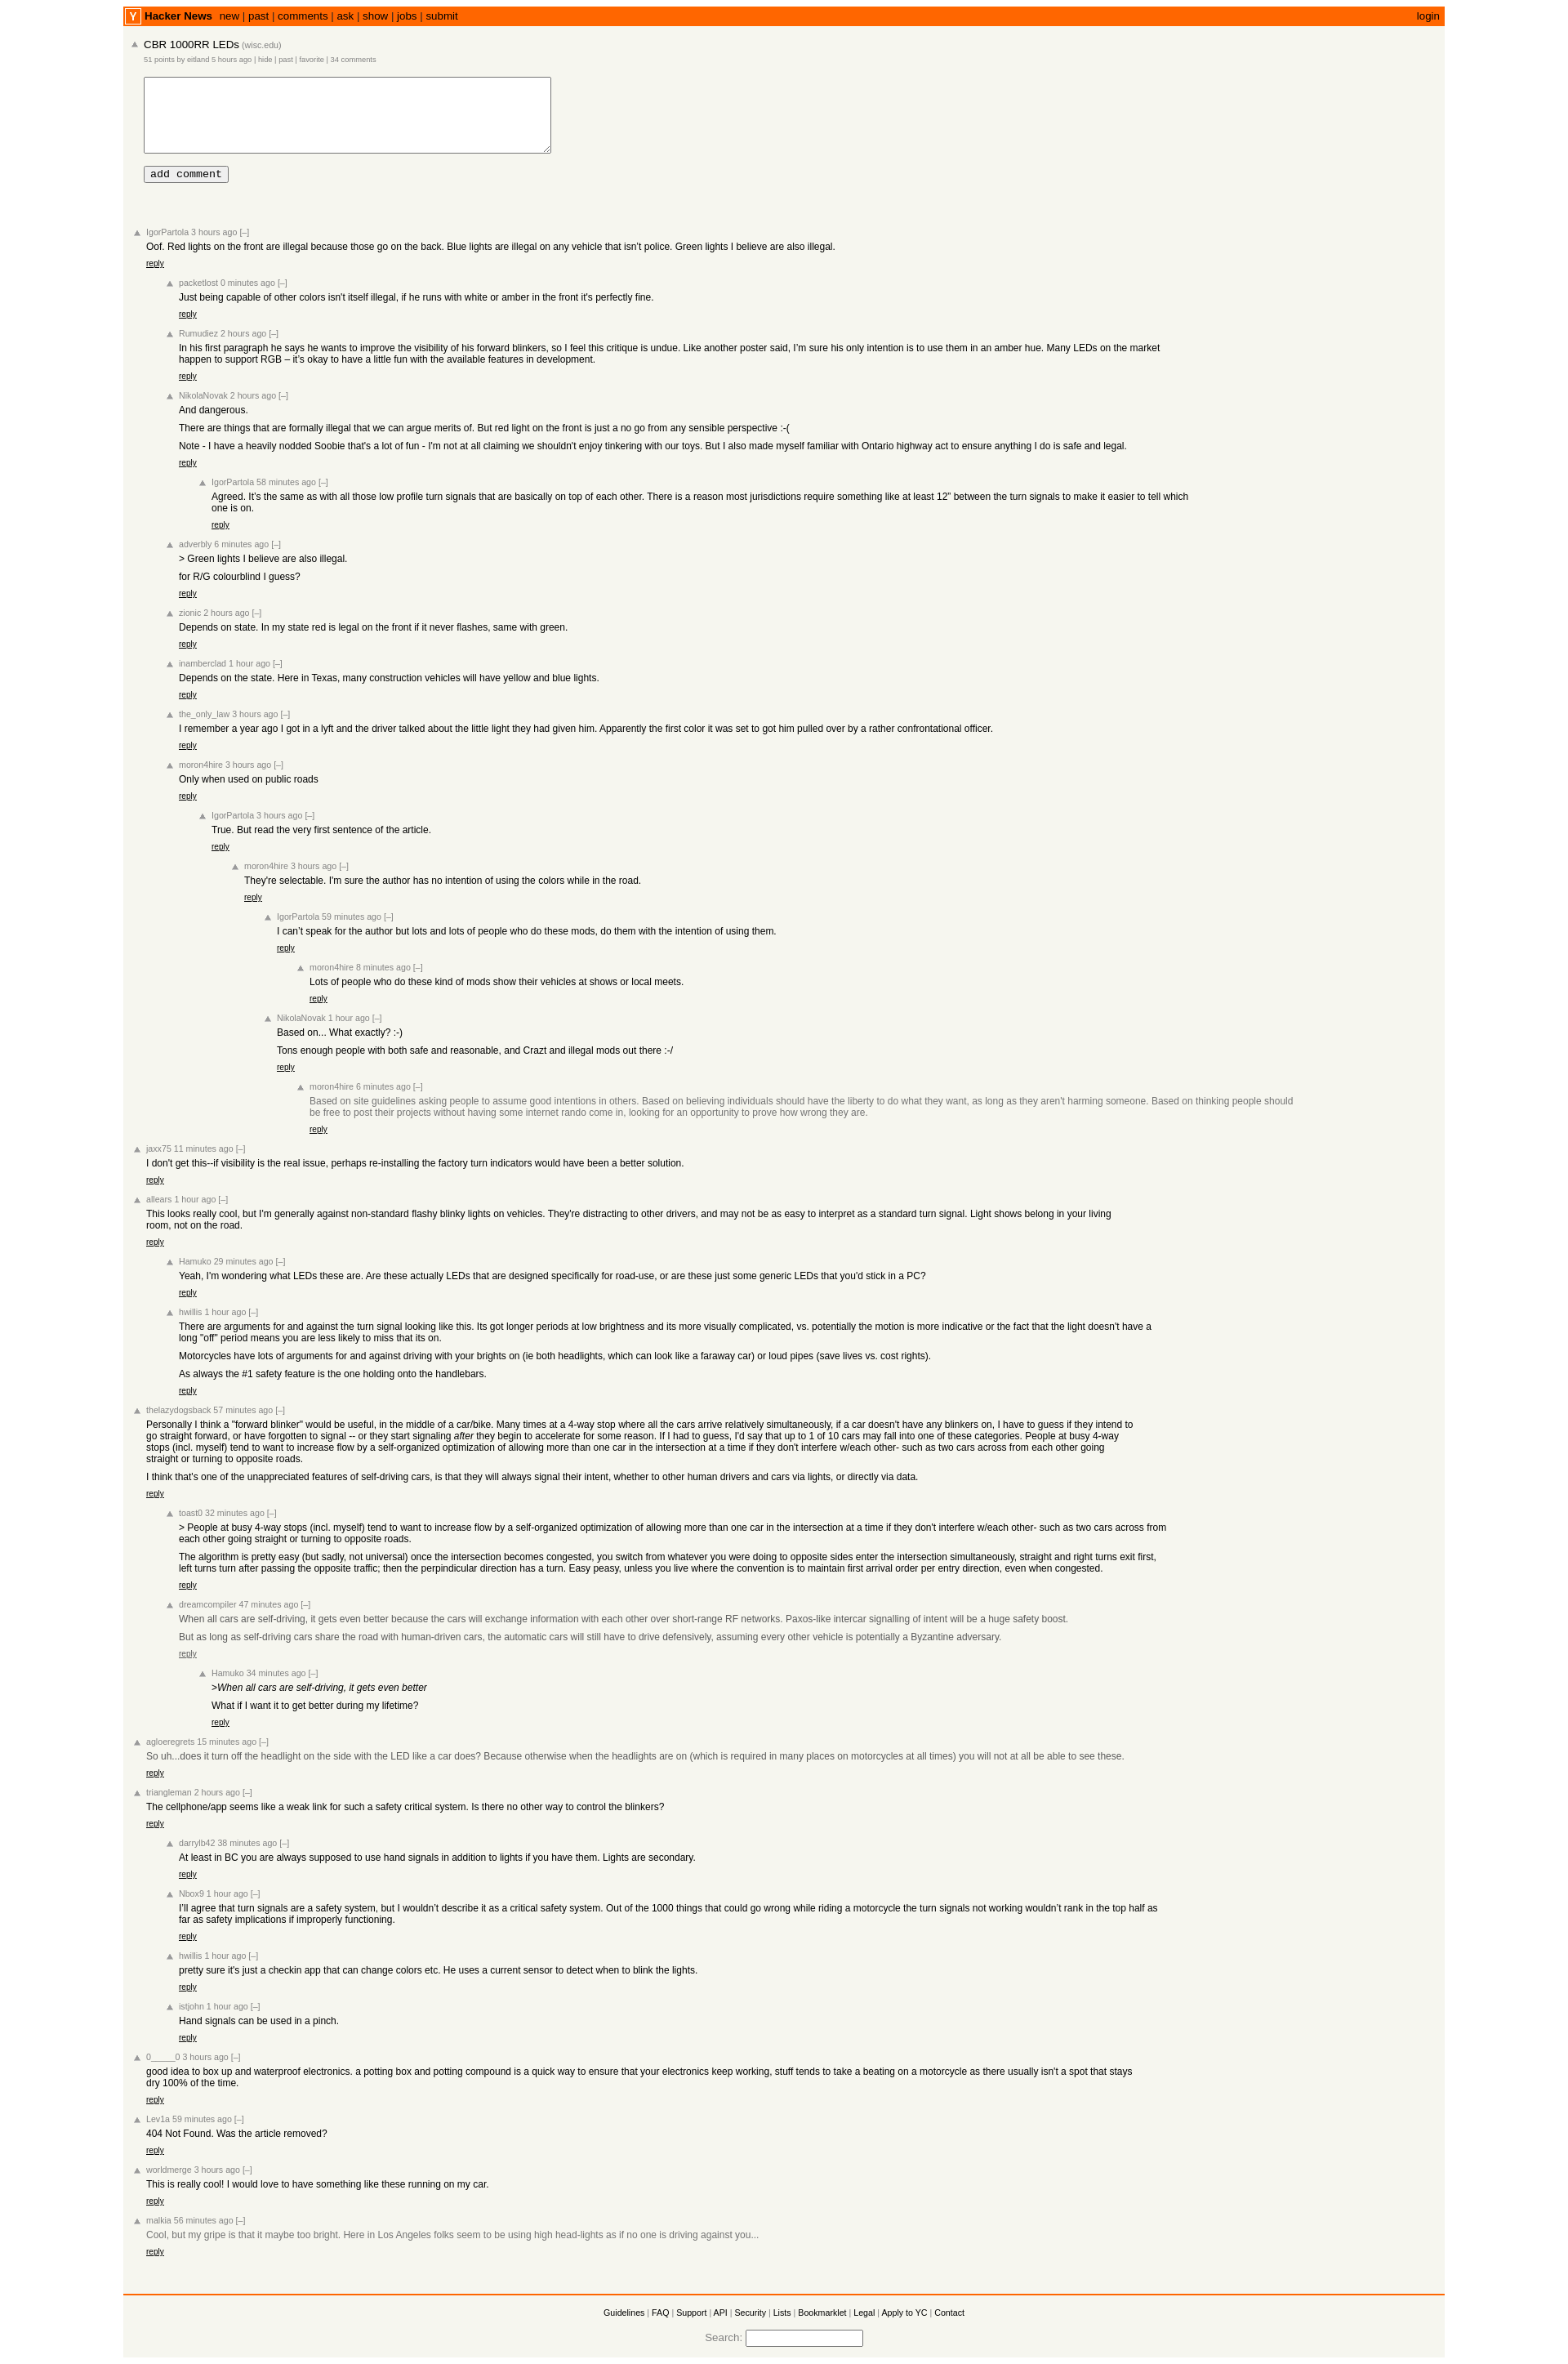 Y Hacker News new | past | comments | ask | show | jobs | submit login
CBR 1000RR LEDs (wisc.edu)
51 points by eitland 5 hours ago | hide | past | favorite | 34 comments
add comment
IgorPartola 3 hours ago [–]
Oof. Red lights on the front are illegal because those go on the back. Blue lights are illegal on any vehicle that isn’t police. Green lights I believe are also illegal.
reply
packetlost 0 minutes ago [–]
Just being capable of other colors isn't itself illegal, if he runs with white or amber in the front it's perfectly fine.
reply
Rumudiez 2 hours ago [–]
In his first paragraph he says he wants to improve the visibility of his forward blinkers, so I feel this critique is undue. Like another poster said, I’m sure his only intention is to use them in an amber hue. Many LEDs on the market
happen to support RGB – it’s okay to have a little fun with the available features in development.
reply
NikolaNovak 2 hours ago [–]
And dangerous.
There are things that are formally illegal that we can argue merits of. But red light on the front is just a no go from any sensible perspective :-(
Note - I have a heavily nodded Soobie that's a lot of fun - I'm not at all claiming we shouldn't enjoy tinkering with our toys. But I also made myself familiar with Ontario highway act to ensure anything I do is safe and legal.
reply
IgorPartola 58 minutes ago [–]
Agreed. It’s the same as with all those low profile turn signals that are basically on top of each other. There is a reason most jurisdictions require something like at least 12” between the turn signals to make it easier to tell which
one is on.
reply
adverbly 6 minutes ago [–]
> Green lights I believe are also illegal.
for R/G colourblind I guess?
reply
zionic 2 hours ago [–]
Depends on state. In my state red is legal on the front if it never flashes, same with green.
reply
inamberclad 1 hour ago [–]
Depends on the state. Here in Texas, many construction vehicles will have yellow and blue lights.
reply
the_only_law 3 hours ago [–]
I remember a year ago I got in a lyft and the driver talked about the little light they had given him. Apparently the first color it was set to got him pulled over by a rather confrontational officer.
reply
moron4hire 3 hours ago [–]
Only when used on public roads
reply
IgorPartola 3 hours ago [–]
True. But read the very first sentence of the article.
reply
moron4hire 3 hours ago [–]
They're selectable. I'm sure the author has no intention of using the colors while in the road.
reply
IgorPartola 59 minutes ago [–]
I can’t speak for the author but lots and lots of people who do these mods, do them with the intention of using them.
reply
moron4hire 8 minutes ago [–]
Lots of people who do these kind of mods show their vehicles at shows or local meets.
reply
NikolaNovak 1 hour ago [–]
Based on... What exactly? :-)
Tons enough people with both safe and reasonable, and Crazt and illegal mods out there :-/
reply
moron4hire 6 minutes ago [–]
Based on site guidelines asking people to assume good intentions in others. Based on believing individuals should have the liberty to do what they want, as long as they aren't harming someone. Based on thinking people should
be free to post their projects without having some internet rando come in, looking for an opportunity to prove how wrong they are.
reply
jaxx75 11 minutes ago [–]
I don't get this--if visibility is the real issue, perhaps re-installing the factory turn indicators would have been a better solution.
reply
allears 1 hour ago [–]
This looks really cool, but I'm generally against non-standard flashy blinky lights on vehicles. They're distracting to other drivers, and may not be as easy to interpret as a standard turn signal. Light shows belong in your living
room, not on the road.
reply
Hamuko 29 minutes ago [–]
Yeah, I'm wondering what LEDs these are. Are these actually LEDs that are designed specifically for road-use, or are these just some generic LEDs that you'd stick in a PC?
reply
hwillis 1 hour ago [–]
There are arguments for and against the turn signal looking like this. Its got longer periods at low brightness and its more visually complicated, vs. potentially the motion is more indicative or the fact that the light doesn't have a
long "off" period means you are less likely to miss that its on.
Motorcycles have lots of arguments for and against driving with your brights on (ie both headlights, which can look like a faraway car) or loud pipes (save lives vs. cost rights).
As always the #1 safety feature is the one holding onto the handlebars.
reply
thelazydogsback 57 minutes ago [–]
Personally I think a "forward blinker" would be useful, in the middle of a car/bike. Many times at a 4-way stop where all the cars arrive relatively simultaneously, if a car doesn't have any blinkers on, I have to guess if they intend to
go straight forward, or have forgotten to signal -- or they start signaling after they begin to accelerate for some reason. If I had to guess, I'd say that up to 1 of 10 cars may fall into one of these categories. People at busy 4-way
stops (incl. myself) tend to want to increase flow by a self-organized optimization of allowing more than one car in the intersection at a time if they don't interfere w/each other- such as two cars across from each other going
straight or turning to opposite roads.
I think that's one of the unappreciated features of self-driving cars, is that they will always signal their intent, whether to other human drivers and cars via lights, or directly via data.
reply
toast0 32 minutes ago [–]
> People at busy 4-way stops (incl. myself) tend to want to increase flow by a self-organized optimization of allowing more than one car in the intersection at a time if they don't interfere w/each other- such as two cars across from
each other going straight or turning to opposite roads.
The algorithm is pretty easy (but sadly, not universal) once the intersection becomes congested, you switch from whatever you were doing to opposite sides enter the intersection simultaneously, straight and right turns exit first,
left turns turn after passing the opposite traffic; then the perpindicular direction has a turn. Easy peasy, unless you live where the convention is to maintain first arrival order per entry direction, even when congested.
reply
dreamcompiler 47 minutes ago [–]
When all cars are self-driving, it gets even better because the cars will exchange information with each other over short-range RF networks. Paxos-like intercar signalling of intent will be a huge safety boost.
But as long as self-driving cars share the road with human-driven cars, the automatic cars will still have to drive defensively, assuming every other vehicle is potentially a Byzantine adversary.
reply
Hamuko 34 minutes ago [–]
>When all cars are self-driving, it gets even better
What if I want it to get better during my lifetime?
reply
agloeregrets 15 minutes ago [–]
So uh...does it turn off the headlight on the side with the LED like a car does? Because otherwise when the headlights are on (which is required in many places on motorcycles at all times) you will not at all be able to see these.
reply
triangleman 2 hours ago [–]
The cellphone/app seems like a weak link for such a safety critical system. Is there no other way to control the blinkers?
reply
darrylb42 38 minutes ago [–]
At least in BC you are always supposed to use hand signals in addition to lights if you have them. Lights are secondary.
reply
Nbox9 1 hour ago [–]
I’ll agree that turn signals are a safety system, but I wouldn’t describe it as a critical safety system. Out of the 1000 things that could go wrong while riding a motorcycle the turn signals not working wouldn’t rank in the top half as
far as safety implications if improperly functioning.
reply
hwillis 1 hour ago [–]
pretty sure it's just a checkin app that can change colors etc. He uses a current sensor to detect when to blink the lights.
reply
istjohn 1 hour ago [–]
Hand signals can be used in a pinch.
reply
0_____0 3 hours ago [–]
good idea to box up and waterproof electronics. a potting box and potting compound is a quick way to ensure that your electronics keep working, stuff tends to take a beating on a motorcycle as there usually isn't a spot that stays
dry 100% of the time.
reply
Lev1a 59 minutes ago [–]
404 Not Found. Was the article removed?
reply
worldmerge 3 hours ago [–]
This is really cool! I would love to have something like these running on my car.
reply
malkia 56 minutes ago [–]
Cool, but my gripe is that it maybe too bright. Here in Los Angeles folks seem to be using high head-lights as if no one is driving against you...
reply
Guidelines | FAQ | Support | API | Security | Lists | Bookmarklet | Legal | Apply to YC | Contact
Search: